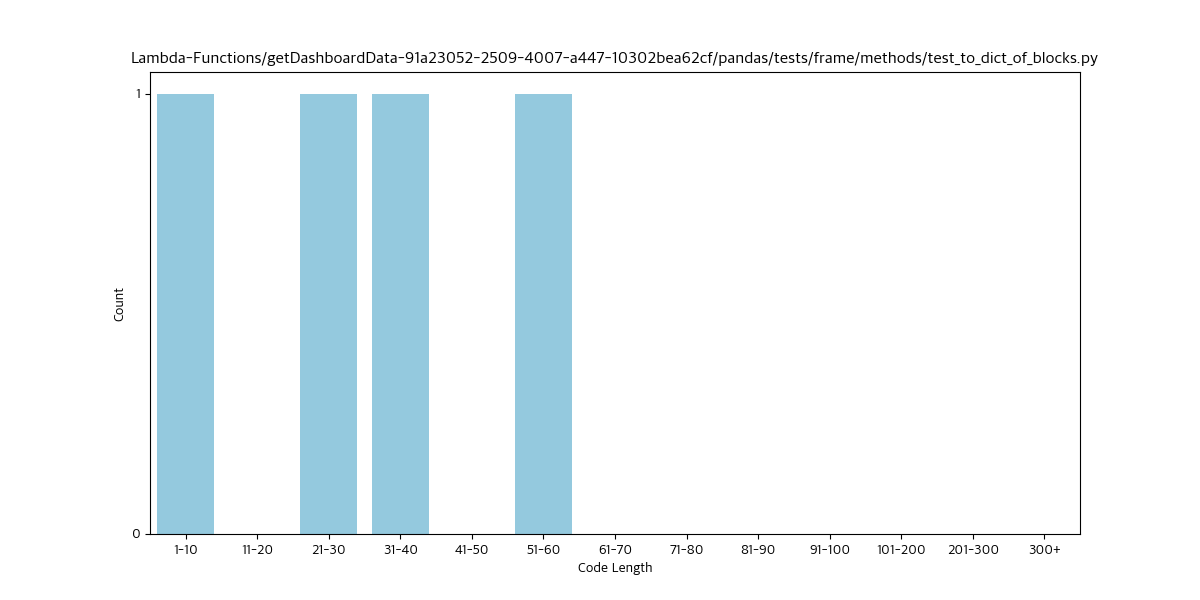 Lambda-Functions/getDashboardData-91a23052-2509-4007-a447-10302bea62cf/pandas/tests/frame/methods/test_to_dict_of_blocks.py
1
Count
0
1-10 11-20 21-30 31-40 41-50 51-60 61-70 71-80 81-90 91-100 101-200 201-300 300+
Code Length